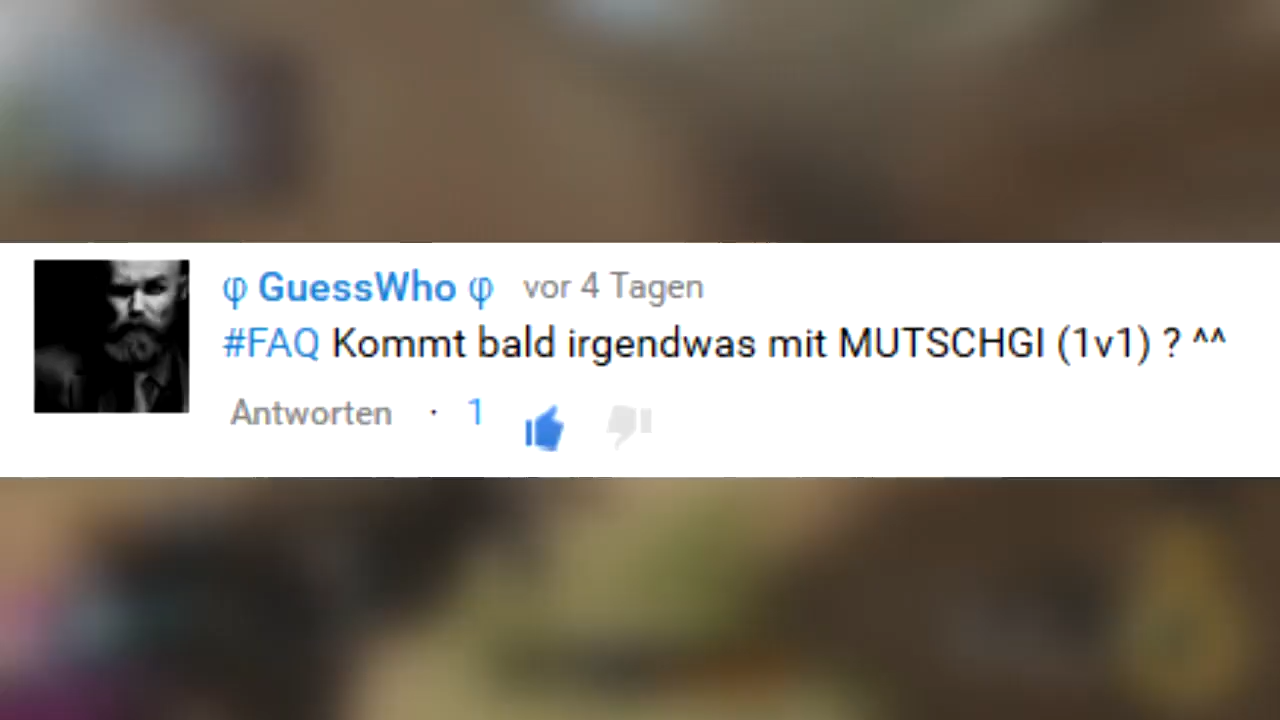 φ GuessWho φ vor 4 Tagen
#FAQ Kommt bald irgendwas mit MUTSCHGI (1v1) ? ^^
Antworten · 1